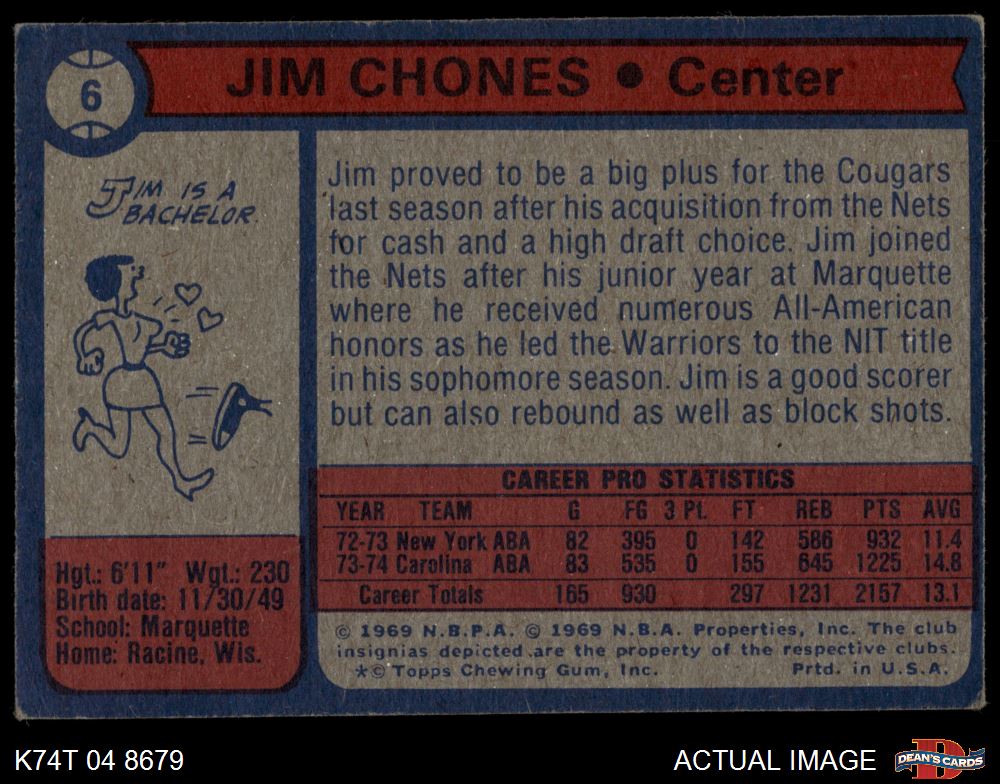 6
JIM CHONES • Center
JIM IS A
BACHELOR.
Jim proved to be a big plus for the Cougars
last season after his acquisition from the Nets
for cash and a high draft choice. Jim joined
the Nets after his junior year at Marquette
where he received numerous All-American
honors as he led the Warriors to the NIT title
in his sophomore season. Jim is a good scorer
but can also rebound as well as block shots.
Hgt.: 6'11" Wgt.: 230
Birth date: 11/30/49
School: Marquette
Home: Racine, Wis.
CAREER PRO STATISTICS
YEAR TEAM G FG 3 Pt. FT REB PTS AVG
72-73 New York ABA 82 395 0 142 586 932 11.4
73-74 Carolina ABA 83 535 0 155 645 1225 14.8
Career Totals 165 930 297 1231 2157 13.1
© 1969 N.B.P.A. © 1969 N.B.A. Properties, Inc. The club
insignias depicted are the property of the respective clubs.
*© Topps Chewing Gum, Inc. Prtd. in U.S.A.
K74T 04 8679
ACTUAL IMAGE
DEAN'S CARDS